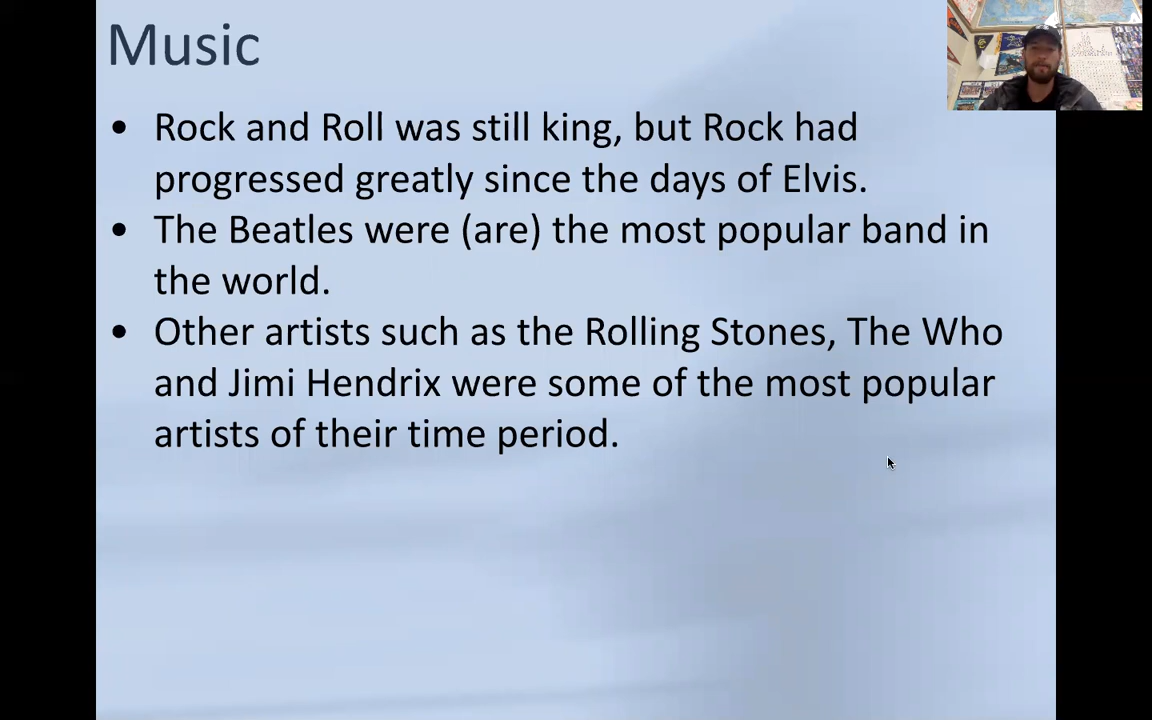 Music
• Rock and Roll was still king, but Rock had
progressed greatly since the days of Elvis.
• The Beatles were (are) the most popular band in
the world.
• Other artists such as the Rolling Stones, The Who
and Jimi Hendrix were some of the most popular
artists of their time period.